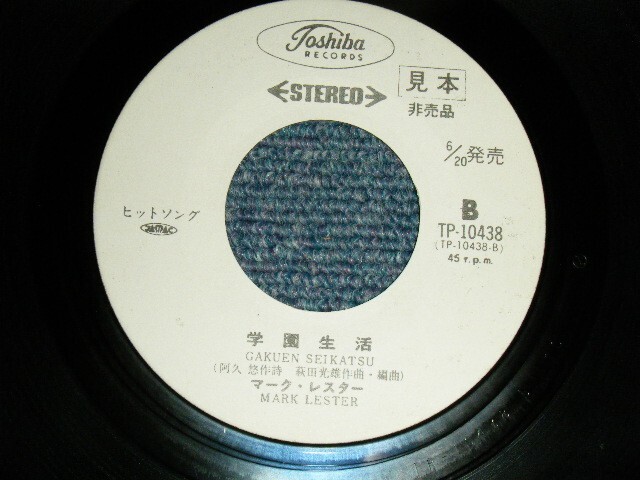 Toshiba
RECORDS
STEREO
見本
非売品
6/20発売
ヒットソング
B
TP-10438
(TP-10438-B)
45 r.p.m.
学園生活
GAKUEN SEIKATSU
(阿久 悠作詩 萩田光雄作曲・編曲)
マーク・レスター
MARK LESTER